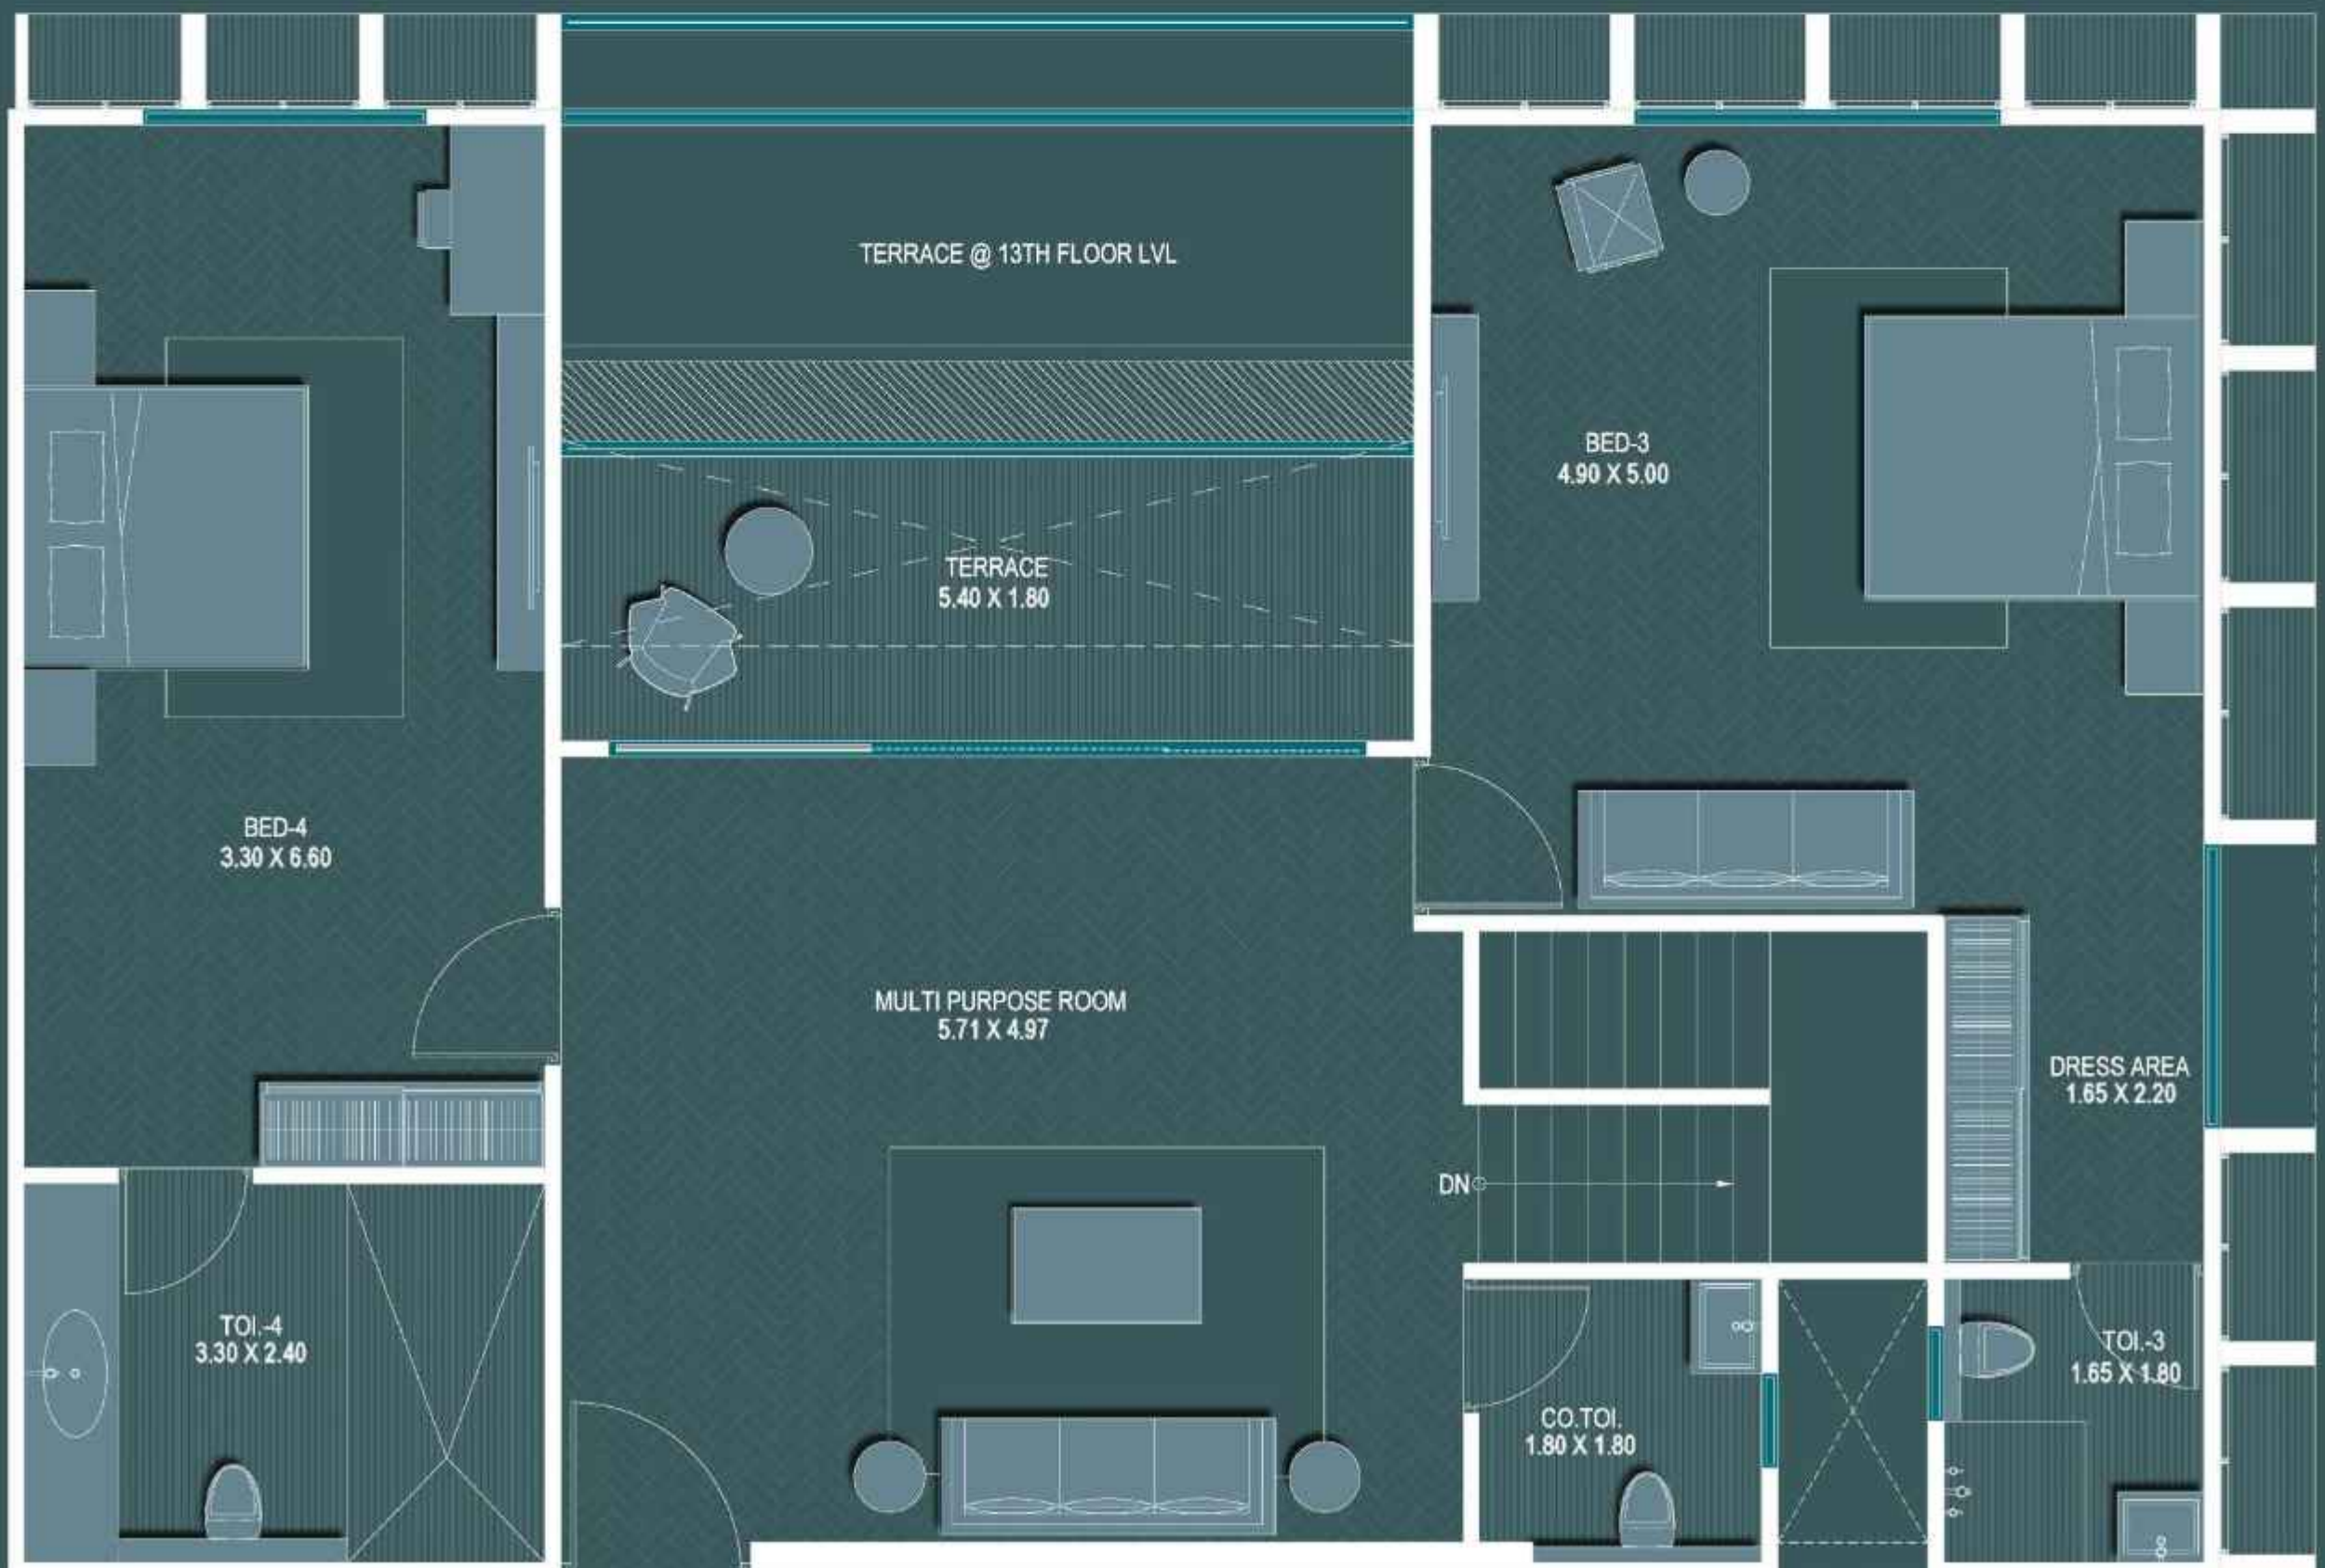 TERRACE @ 13TH FLOOR LVL
BED-3
4.90 X 5.00
TERRACE
5.40 X 1.80
BED-4
3.30 X 6.60
MULTI PURPOSE ROOM
5.71 X 4.97
DRESS AREA
1.65 X 2.20
DN
TOI.-4
3.30 X 2.40
TOI.-3
1.65 X 1.80
CO.TOI.
1.80 X 1.80